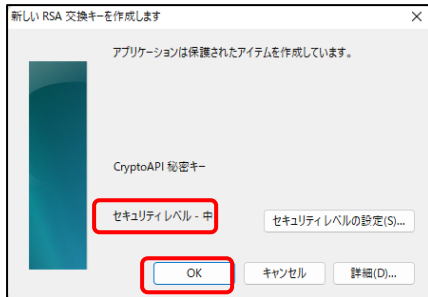 新しい RSA 交換キーを作成します
アプリケーションは保護されたアイテムを作成しています。
CryptoAPI 秘密キー
セキュリティ レベル - 中
セキュリティ レベルの設定(S)...
OK
キャンセル
詳細(D)...